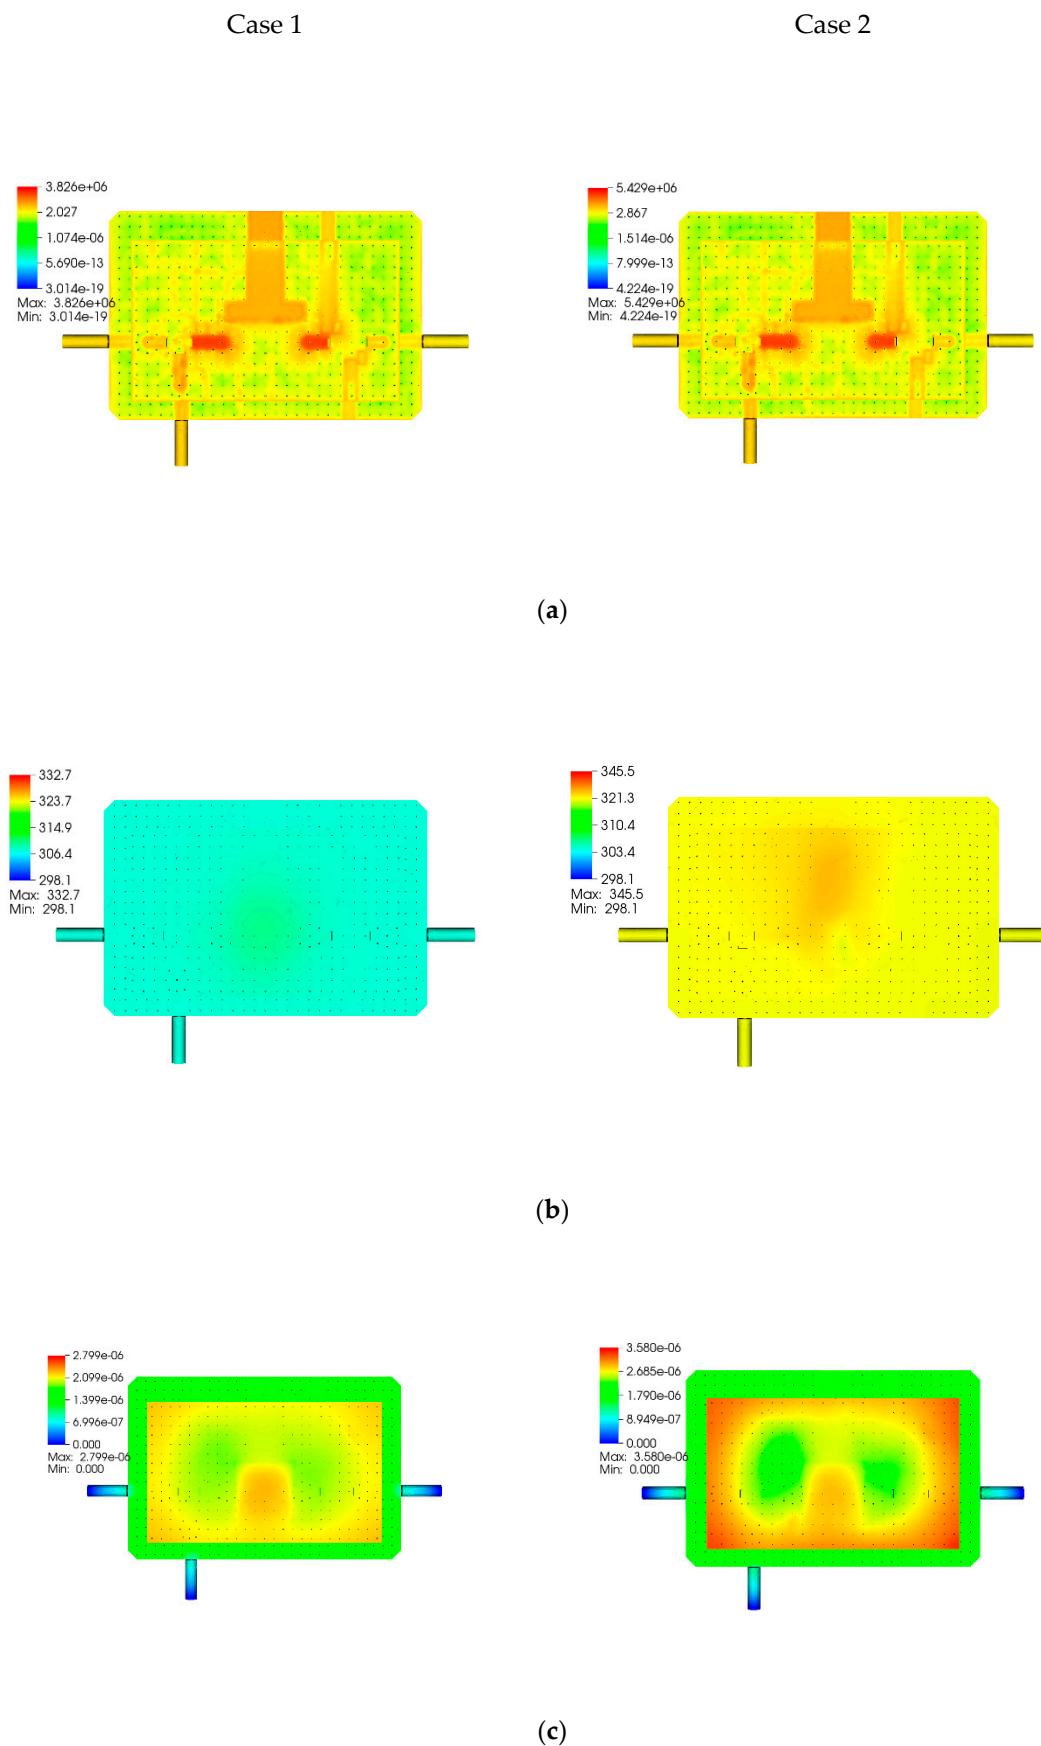 Case 1
Case 2
3.826e+06
2.027
1.074e-06
5.690e-13
3.014e-19
Max: 3.826e+06
Min: 3.014e-19
5.429e+06
2.867
1.514e-06
7.999e-13
4.224e-19
Max: 5.429e+06
Min: 4.224e-19
(a)
332.7
323.7
314.9
306.4
298.1
Max: 332.7
Min: 298.1
345.5
321.3
310.4
303.4
298.1
Max: 345.5
Min: 298.1
(b)
2.799e-06
2.099e-06
1.399e-06
6.996e-07
0.000
Max: 2.799e-06
Min: 0.000
3.580e-06
2.685e-06
1.790e-06
8.949e-07
0.000
Max: 3.580e-06
Min: 0.000
(c)